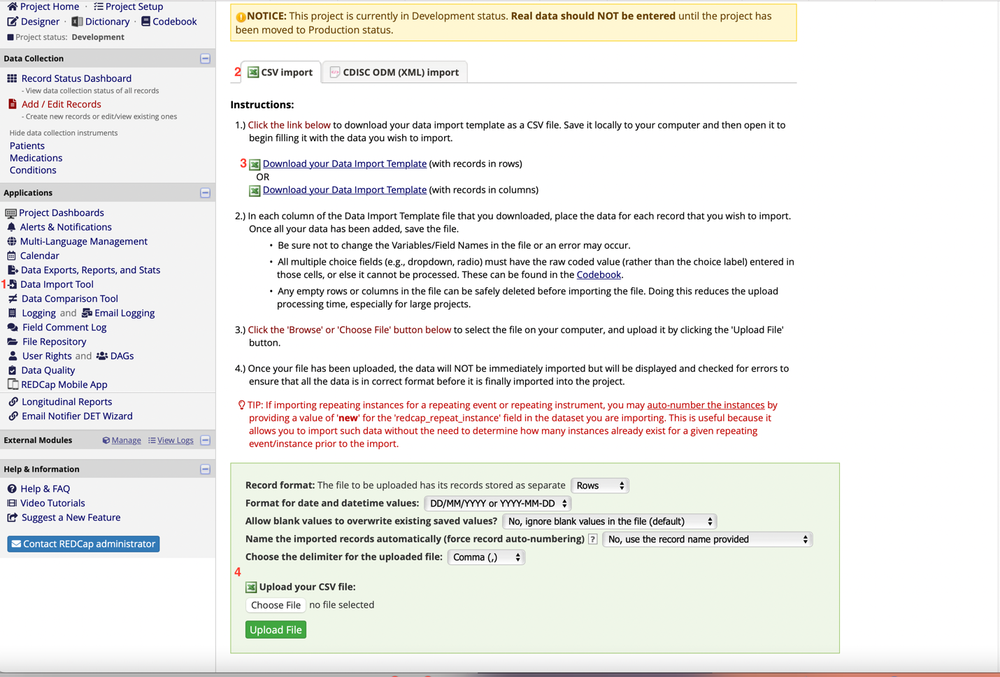 Project Home · Project Setup
Designer · Dictionary · Codebook
Project status: Development
Data Collection
Record Status Dashboard
- View data collection status of all records
Add / Edit Records
- Create new records or edit/view existing ones
Hide data collection instruments
Patients
Medications
Conditions
Applications
Project Dashboards
Alerts & Notifications
Multi-Language Management
Calendar
Data Exports, Reports, and Stats
1 Data Import Tool
Data Comparison Tool
Logging and Email Logging
Field Comment Log
File Repository
User Rights and DAGs
Data Quality
REDCap Mobile App
Longitudinal Reports
Email Notifier DET Wizard
External Modules Manage View Logs
Help & Information
Help & FAQ
Video Tutorials
Suggest a New Feature
Contact REDCap administrator
NOTICE: This project is currently in Development status. Real data should NOT be entered until the project has
been moved to Production status.
2 CSV import CDISC ODM (XML) import
Instructions:
1.) Click the link below to download your data import template as a CSV file. Save it locally to your computer and then open it to
begin filling it with the data you wish to import.
3 Download your Data Import Template (with records in rows)
OR
Download your Data Import Template (with records in columns)
2.) In each column of the Data Import Template file that you downloaded, place the data for each record that you wish to import.
Once all your data has been added, save the file.
• Be sure not to change the Variables/Field Names in the file or an error may occur.
• All multiple choice fields (e.g., dropdown, radio) must have the raw coded value (rather than the choice label) entered in
those cells, or else it cannot be processed. These can be found in the Codebook.
• Any empty rows or columns in the file can be safely deleted before importing the file. Doing this reduces the upload
processing time, especially for large projects.
3.) Click the 'Browse' or 'Choose File' button below to select the file on your computer, and upload it by clicking the 'Upload File'
button.
4.) Once your file has been uploaded, the data will NOT be immediately imported but will be displayed and checked for errors to
ensure that all the data is in correct format before it is finally imported into the project.
TIP: If importing repeating instances for a repeating event or repeating instrument, you may auto-number the instances by
providing a value of 'new' for the 'redcap_repeat_instance' field in the dataset you are importing. This is useful because it
allows you to import such data without the need to determine how many instances already exist for a given repeating
event/instance prior to the import.
Record format: The file to be uploaded has its records stored as separate Rows
Format for date and datetime values: DD/MM/YYYY or YYYY-MM-DD
Allow blank values to overwrite existing saved values? No, ignore blank values in the file (default)
Name the imported records automatically (force record auto-numbering) ? No, use the record name provided
Choose the delimiter for the uploaded file: Comma (,)
4
Upload your CSV file:
Choose File no file selected
Upload File